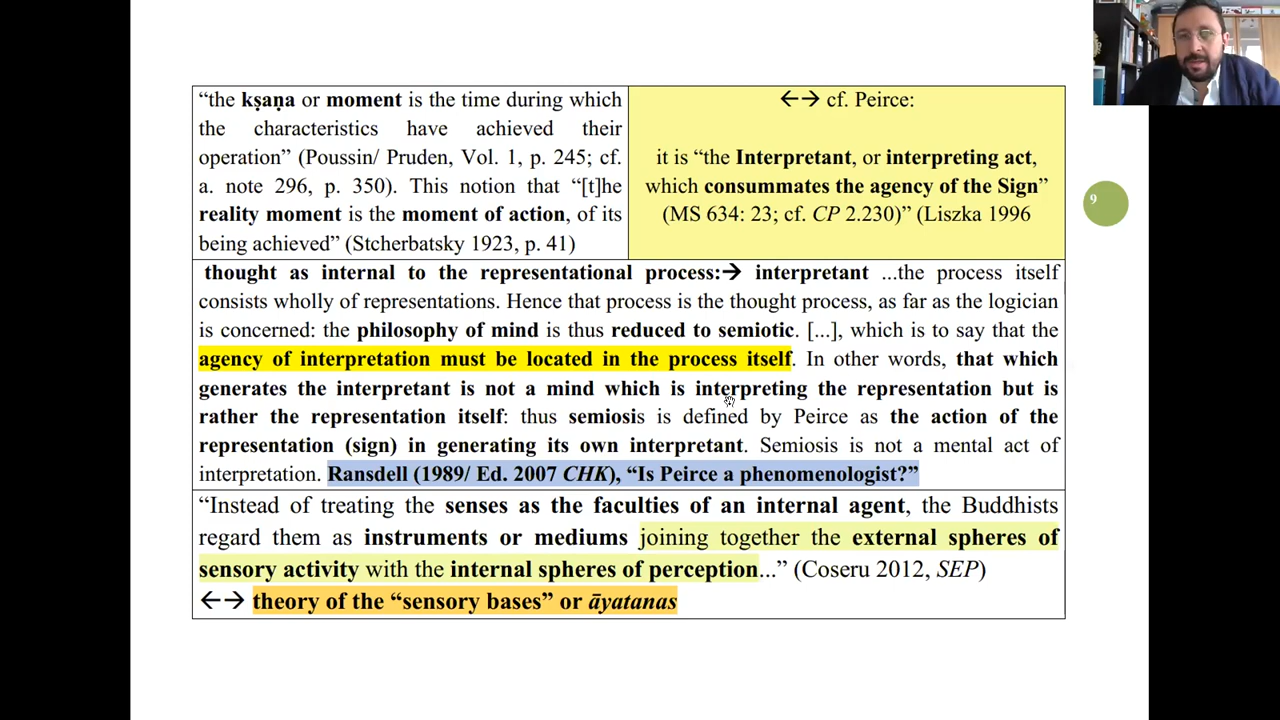 “the kṣaṇa or moment is the time during which
the characteristics have achieved their
operation” (Poussin/ Pruden, Vol. 1, p. 245; cf.
a. note 296, p. 350). This notion that “[t]he
reality moment is the moment of action, of its
being achieved” (Stcherbatsky 1923, p. 41)
←→ cf. Peirce:
it is “the Interpretant, or interpreting act,
which consummates the agency of the Sign”
(MS 634: 23; cf. CP 2.230)” (Liszka 1996
9
thought as internal to the representational process:→ interpretant ...the process itself
consists wholly of representations. Hence that process is the thought process, as far as the logician
is concerned: the philosophy of mind is thus reduced to semiotic. [...], which is to say that the
agency of interpretation must be located in the process itself. In other words, that which
generates the interpretant is not a mind which is interpreting the representation but is
rather the representation itself: thus semiosis is defined by Peirce as the action of the
representation (sign) in generating its own interpretant. Semiosis is not a mental act of
interpretation. Ransdell (1989/ Ed. 2007 CHK), “Is Peirce a phenomenologist?”
“Instead of treating the senses as the faculties of an internal agent, the Buddhists
regard them as instruments or mediums joining together the external spheres of
sensory activity with the internal spheres of perception...” (Coseru 2012, SEP)
←→ theory of the “sensory bases” or āyatanas